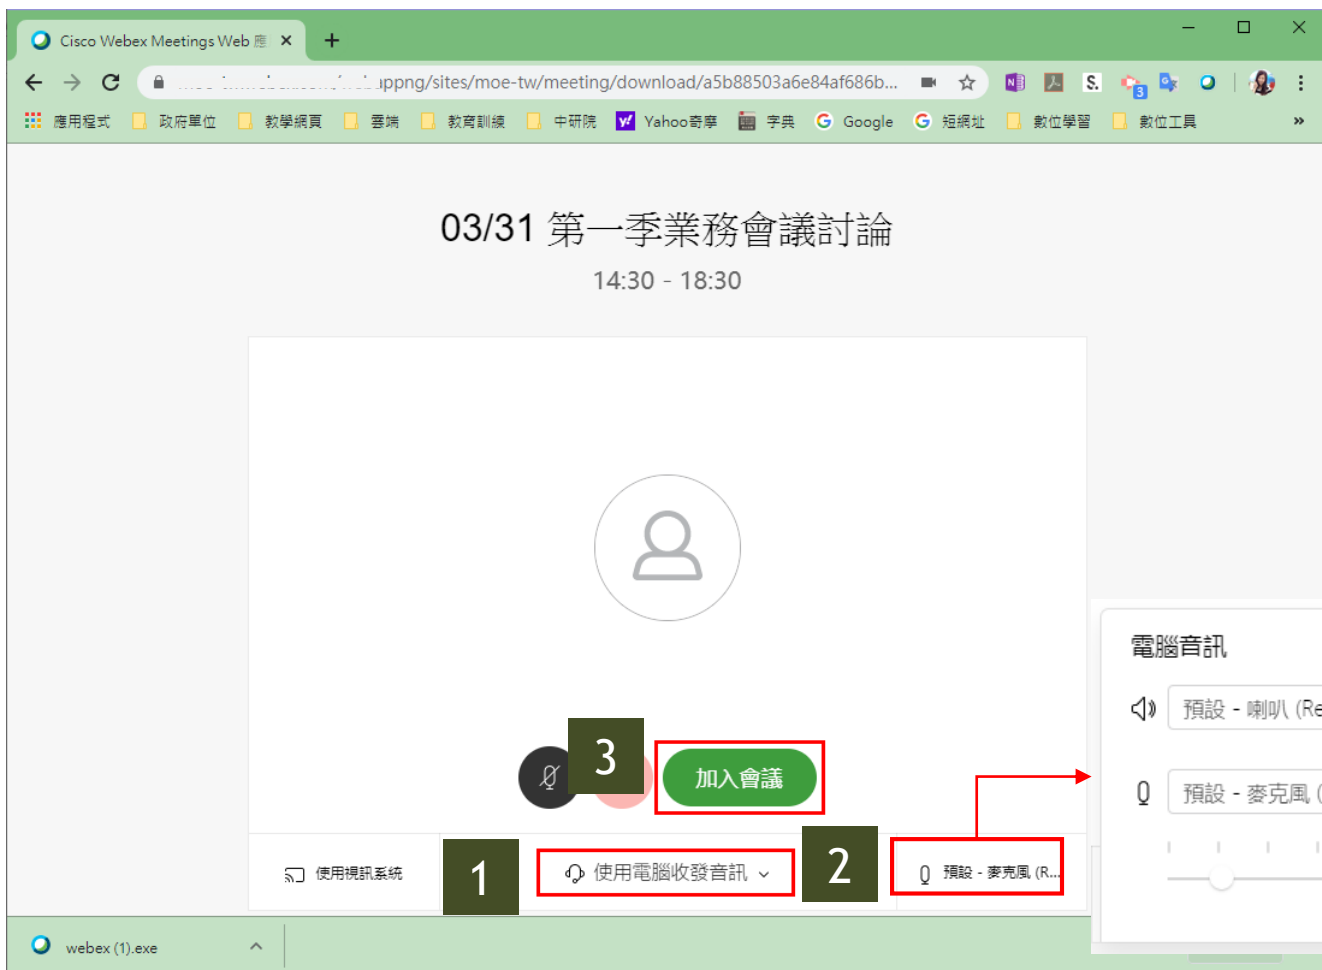 Cisco Webex Meetings Web 應
appng/sites/moe-tw/meeting/download/a5b88503a6e84af686b...
N
S.
3
應用程式 政府單位 教學網頁 雲端 教育訓練 中研院 Yahoo奇摩 字典 Google 短網址 數位學習 數位工具 »
03/31 第一季業務會議討論
14:30 - 18:30
電腦音訊
預設 - 喇叭 (Re
預設 - 麥克風 (
3 加入會議
使用視訊系統
1 使用電腦收發音訊
2 預設 - 麥克風 (R...
webex (1).exe